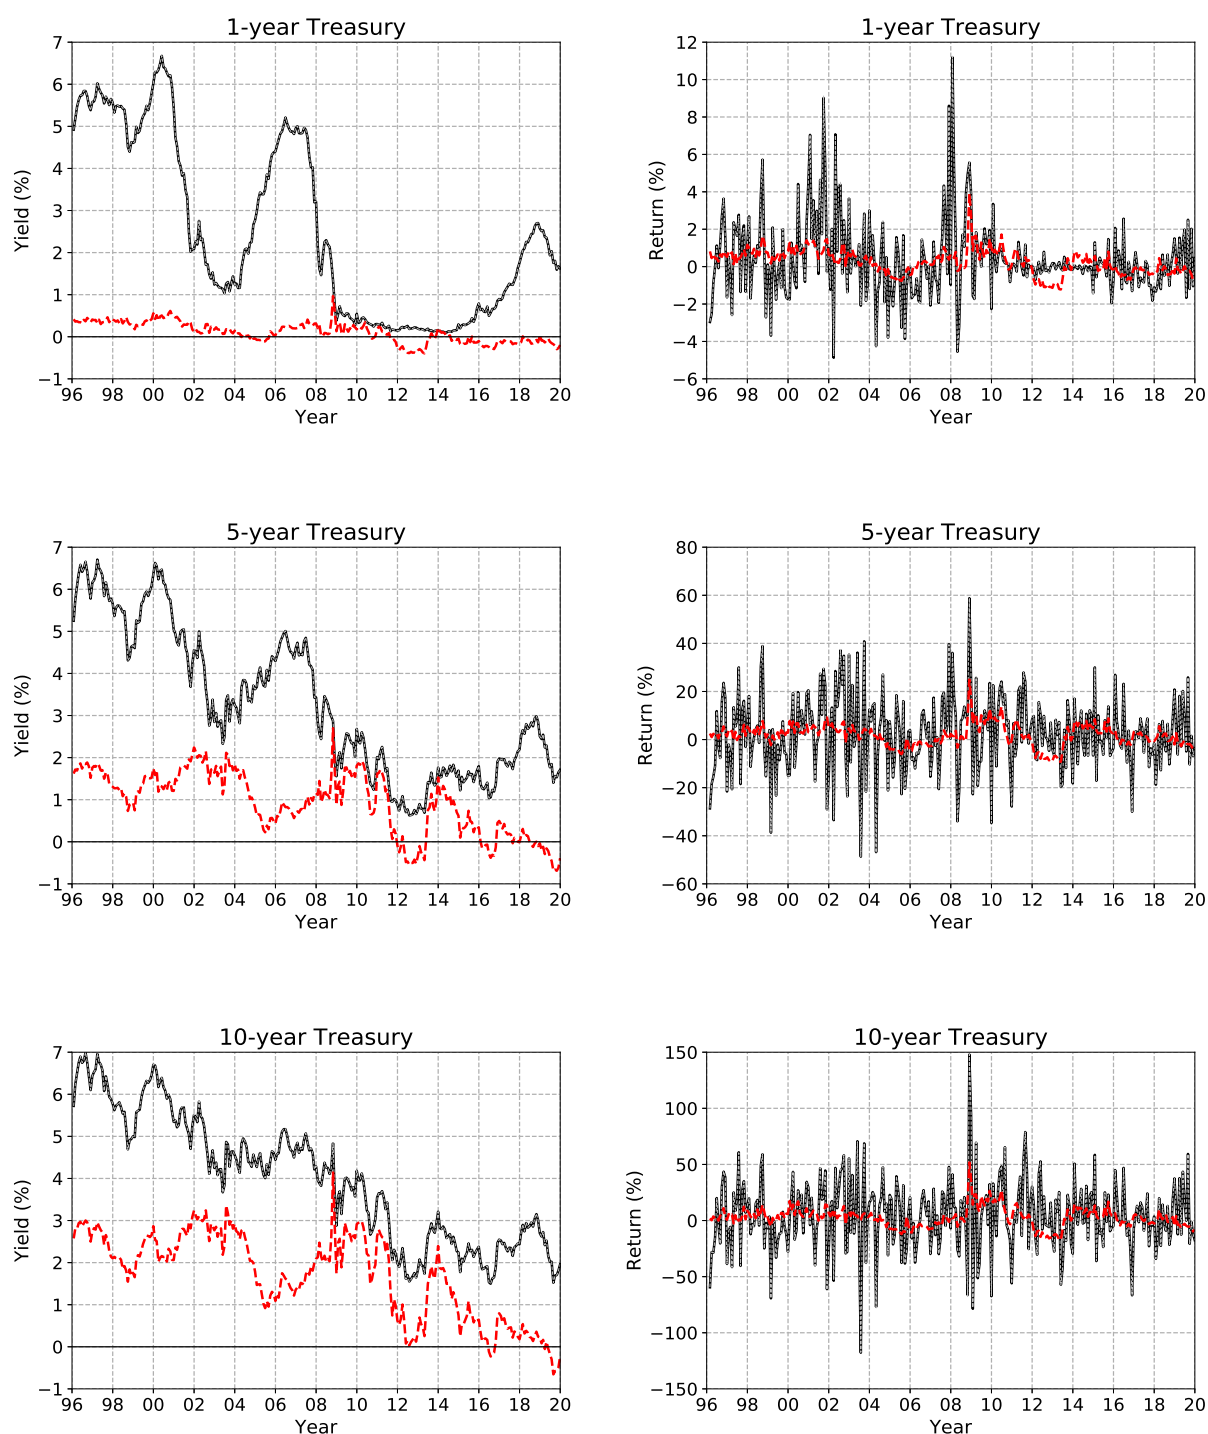 1-year Treasury
Yield (%)
7
6
5
4
3
2
1
0
−1
96 98 00 02 04 06 08 10 12 14 16 18 20
Year
1-year Treasury
Return (%)
12
10
8
6
4
2
0
−2
−4
−6
96 98 00 02 04 06 08 10 12 14 16 18 20
Year
5-year Treasury
Yield (%)
7
6
5
4
3
2
1
0
−1
96 98 00 02 04 06 08 10 12 14 16 18 20
Year
5-year Treasury
Return (%)
80
60
40
20
0
−20
−40
−60
96 98 00 02 04 06 08 10 12 14 16 18 20
Year
10-year Treasury
Yield (%)
7
6
5
4
3
2
1
0
−1
96 98 00 02 04 06 08 10 12 14 16 18 20
Year
10-year Treasury
Return (%)
150
100
50
0
−50
−100
−150
96 98 00 02 04 06 08 10 12 14 16 18 20
Year